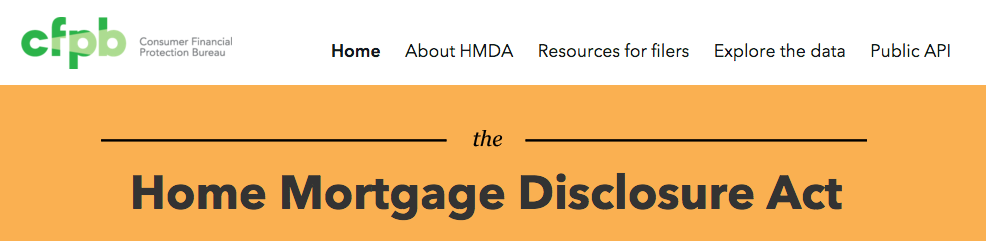 cfpb Consumer Financial
Protection Bureau
Home About HMDA Resources for filers Explore the data Public API
the
Home Mortgage Disclosure Act